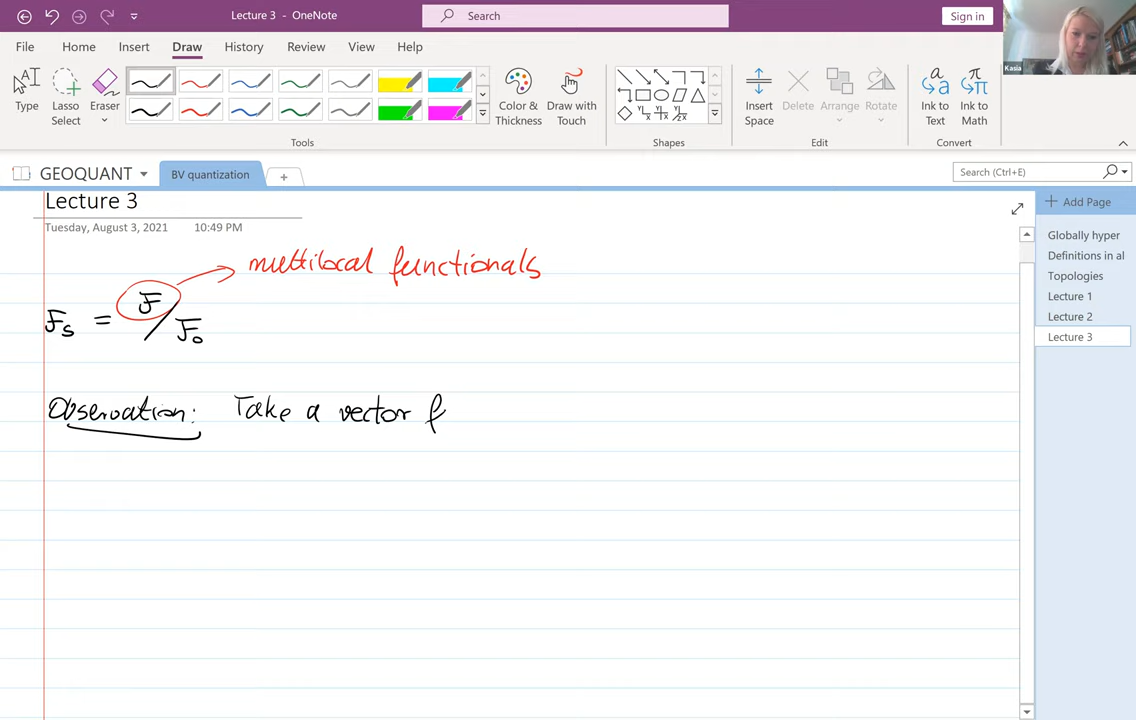 Lecture 3 - OneNote
Search
Sign in
Kasia
File Home Insert Draw History Review View Help
Type
Lasso Select
Eraser
Color & Thickness
Draw with Touch
Insert Space
Delete
Arrange
Rotate
Ink to Text
Ink to Math
Tools
Shapes
Edit
Convert
GEOQUANT
BV quantization
Search (Ctrl+E)
Lecture 3
Tuesday, August 3, 2021 10:49 PM
Add Page
Globally hyper
Definitions in al
Topologies
Lecture 1
Lecture 2
Lecture 3
multilocal functionals
F_S = F / F_0
Observation: Take a vector f